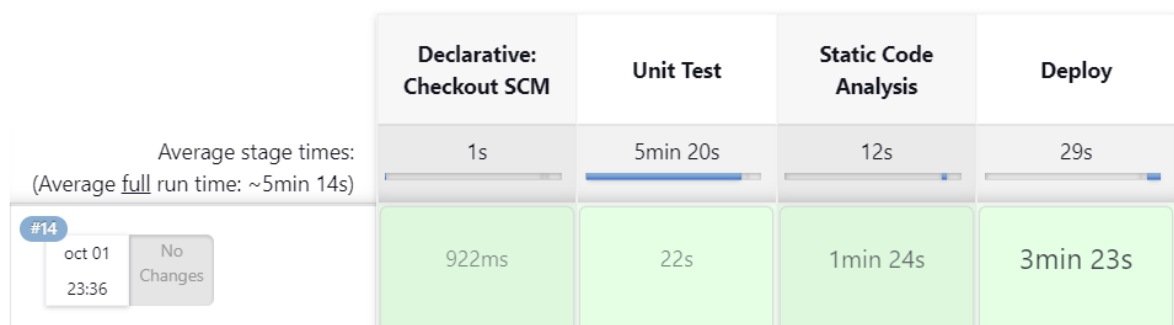 Declarative:
Checkout SCM
Unit Test
Static Code
Analysis
Deploy
Average stage times:
(Average full run time: ~5min 14s)
1s
5min 20s
12s
29s
#14
oct 01
23:36
No
Changes
922ms
22s
1min 24s
3min 23s